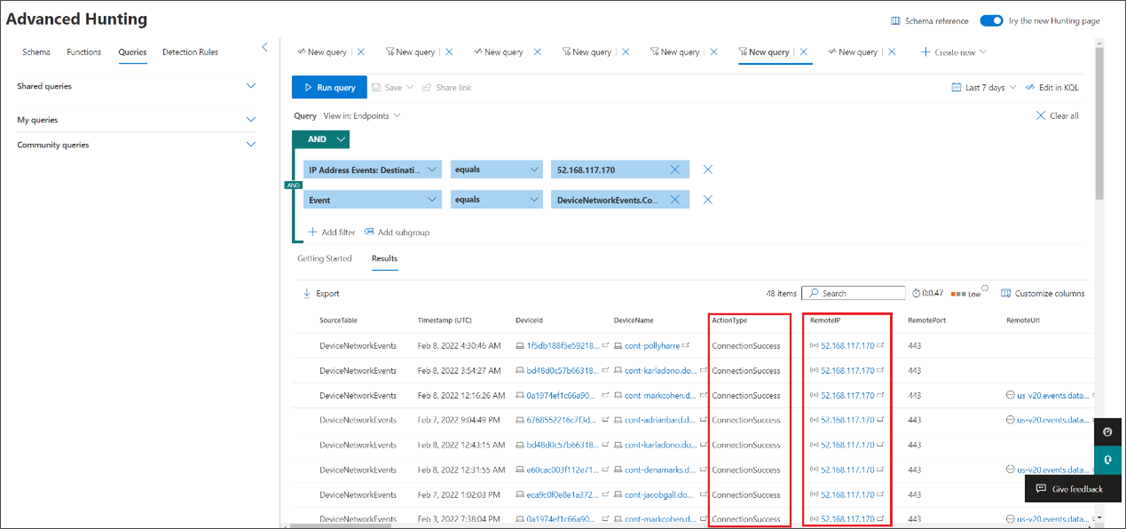 Advanced Hunting
Schema reference Try the new Hunting page
Schema Functions Queries Detection Rules
New query New query New query New query New query New query New query Create new
Shared queries
My queries
Community queries
Run query Save Share link Last 7 days Edit in KQL
Query View in: Endpoints Clear all
AND
IP Address Events: Destinati... equals 52.168.117.170
AND
Event equals DeviceNetworkEvents.Co...
Add filter Add subgroup
Getting Started Results
Export 48 items Search 0:0.47 Low Customize columns
SourceTable Timestamp (UTC) DeviceId DeviceName ActionType RemoteIP RemotePort RemoteUrl
DeviceNetworkEvents Feb 8, 2022 4:30:46 AM 1f5db188f5e59218... cont-pollyharre ConnectionSuccess 52.168.117.170 443
DeviceNetworkEvents Feb 8, 2022 3:54:27 AM bd48d0c57b66318... cont-karladono.do... ConnectionSuccess 52.168.117.170 443
DeviceNetworkEvents Feb 8, 2022 12:16:26 AM 0a1974ef1c66a90... cont-markcohen.d... ConnectionSuccess 52.168.117.170 443 us-v20.events.data...
DeviceNetworkEvents Feb 7, 2022 9:04:49 PM 6768552216c7f3d... cont-adrianbard.d... ConnectionSuccess 52.168.117.170 443 us-v20.events.data...
DeviceNetworkEvents Feb 8, 2022 12:43:15 AM bd48d0c57b66318... cont-karladono.do... ConnectionSuccess 52.168.117.170 443
DeviceNetworkEvents Feb 8, 2022 12:31:55 AM e60cac003f112e71... cont-denamarks.d... ConnectionSuccess 52.168.117.170 443 us-v20.events.data...
DeviceNetworkEvents Feb 7, 2022 1:02:03 PM eca9c0f0e8e1a372... cont-jacobgall.do... ConnectionSuccess 52.168.117.170 443
Give feedback
DeviceNetworkEvents Feb 3, 2022 7:38:04 PM 0a1974ef1c66a90... cont-markcohen.d... ConnectionSuccess 52.168.117.170 443 us-v20.events.data...